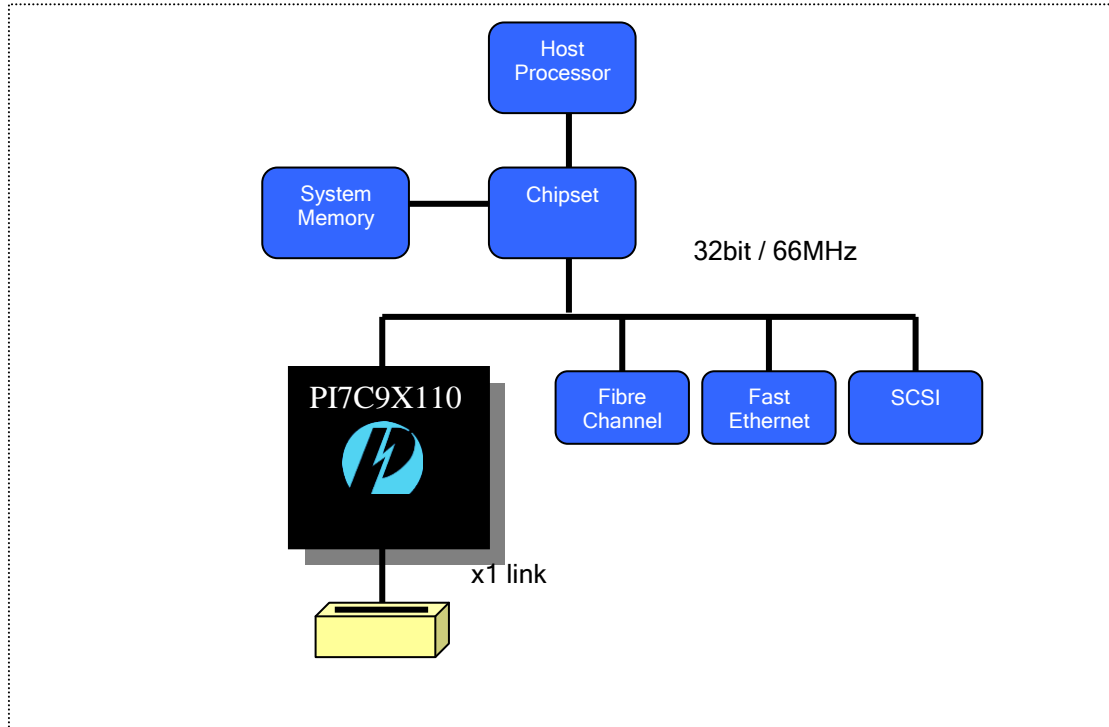 Host
Processor
System
Memory
Chipset
32bit / 66MHz
PI7C9X110
Fibre
Channel
Fast
Ethernet
SCSI
x1 link